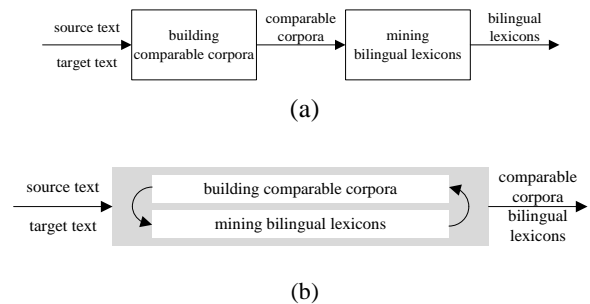 source text
target text
building
comparable corpora
comparable
corpora
mining
bilingual lexicons
bilingual
lexicons
(a)
source text
target text
building comparable corpora
mining bilingual lexicons
comparable
corpora
bilingual
lexicons
(b)